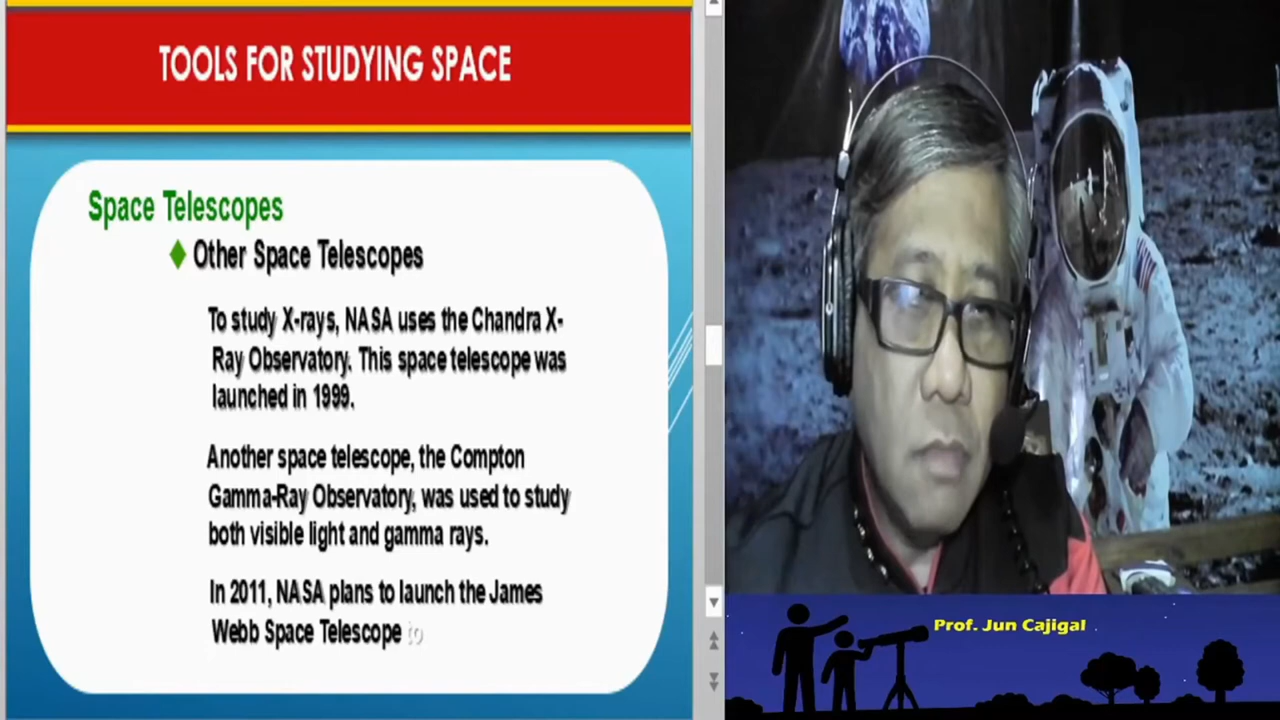 TOOLS FOR STUDYING SPACE
Space Telescopes
Other Space Telescopes
To study X-rays, NASA uses the Chandra X-
Ray Observatory. This space telescope was
launched in 1999.
Another space telescope, the Compton
Gamma-Ray Observatory, was used to study
both visible light and gamma rays.
In 2011, NASA plans to launch the James
Webb Space Telescope to
Prof. Jun Cajigal